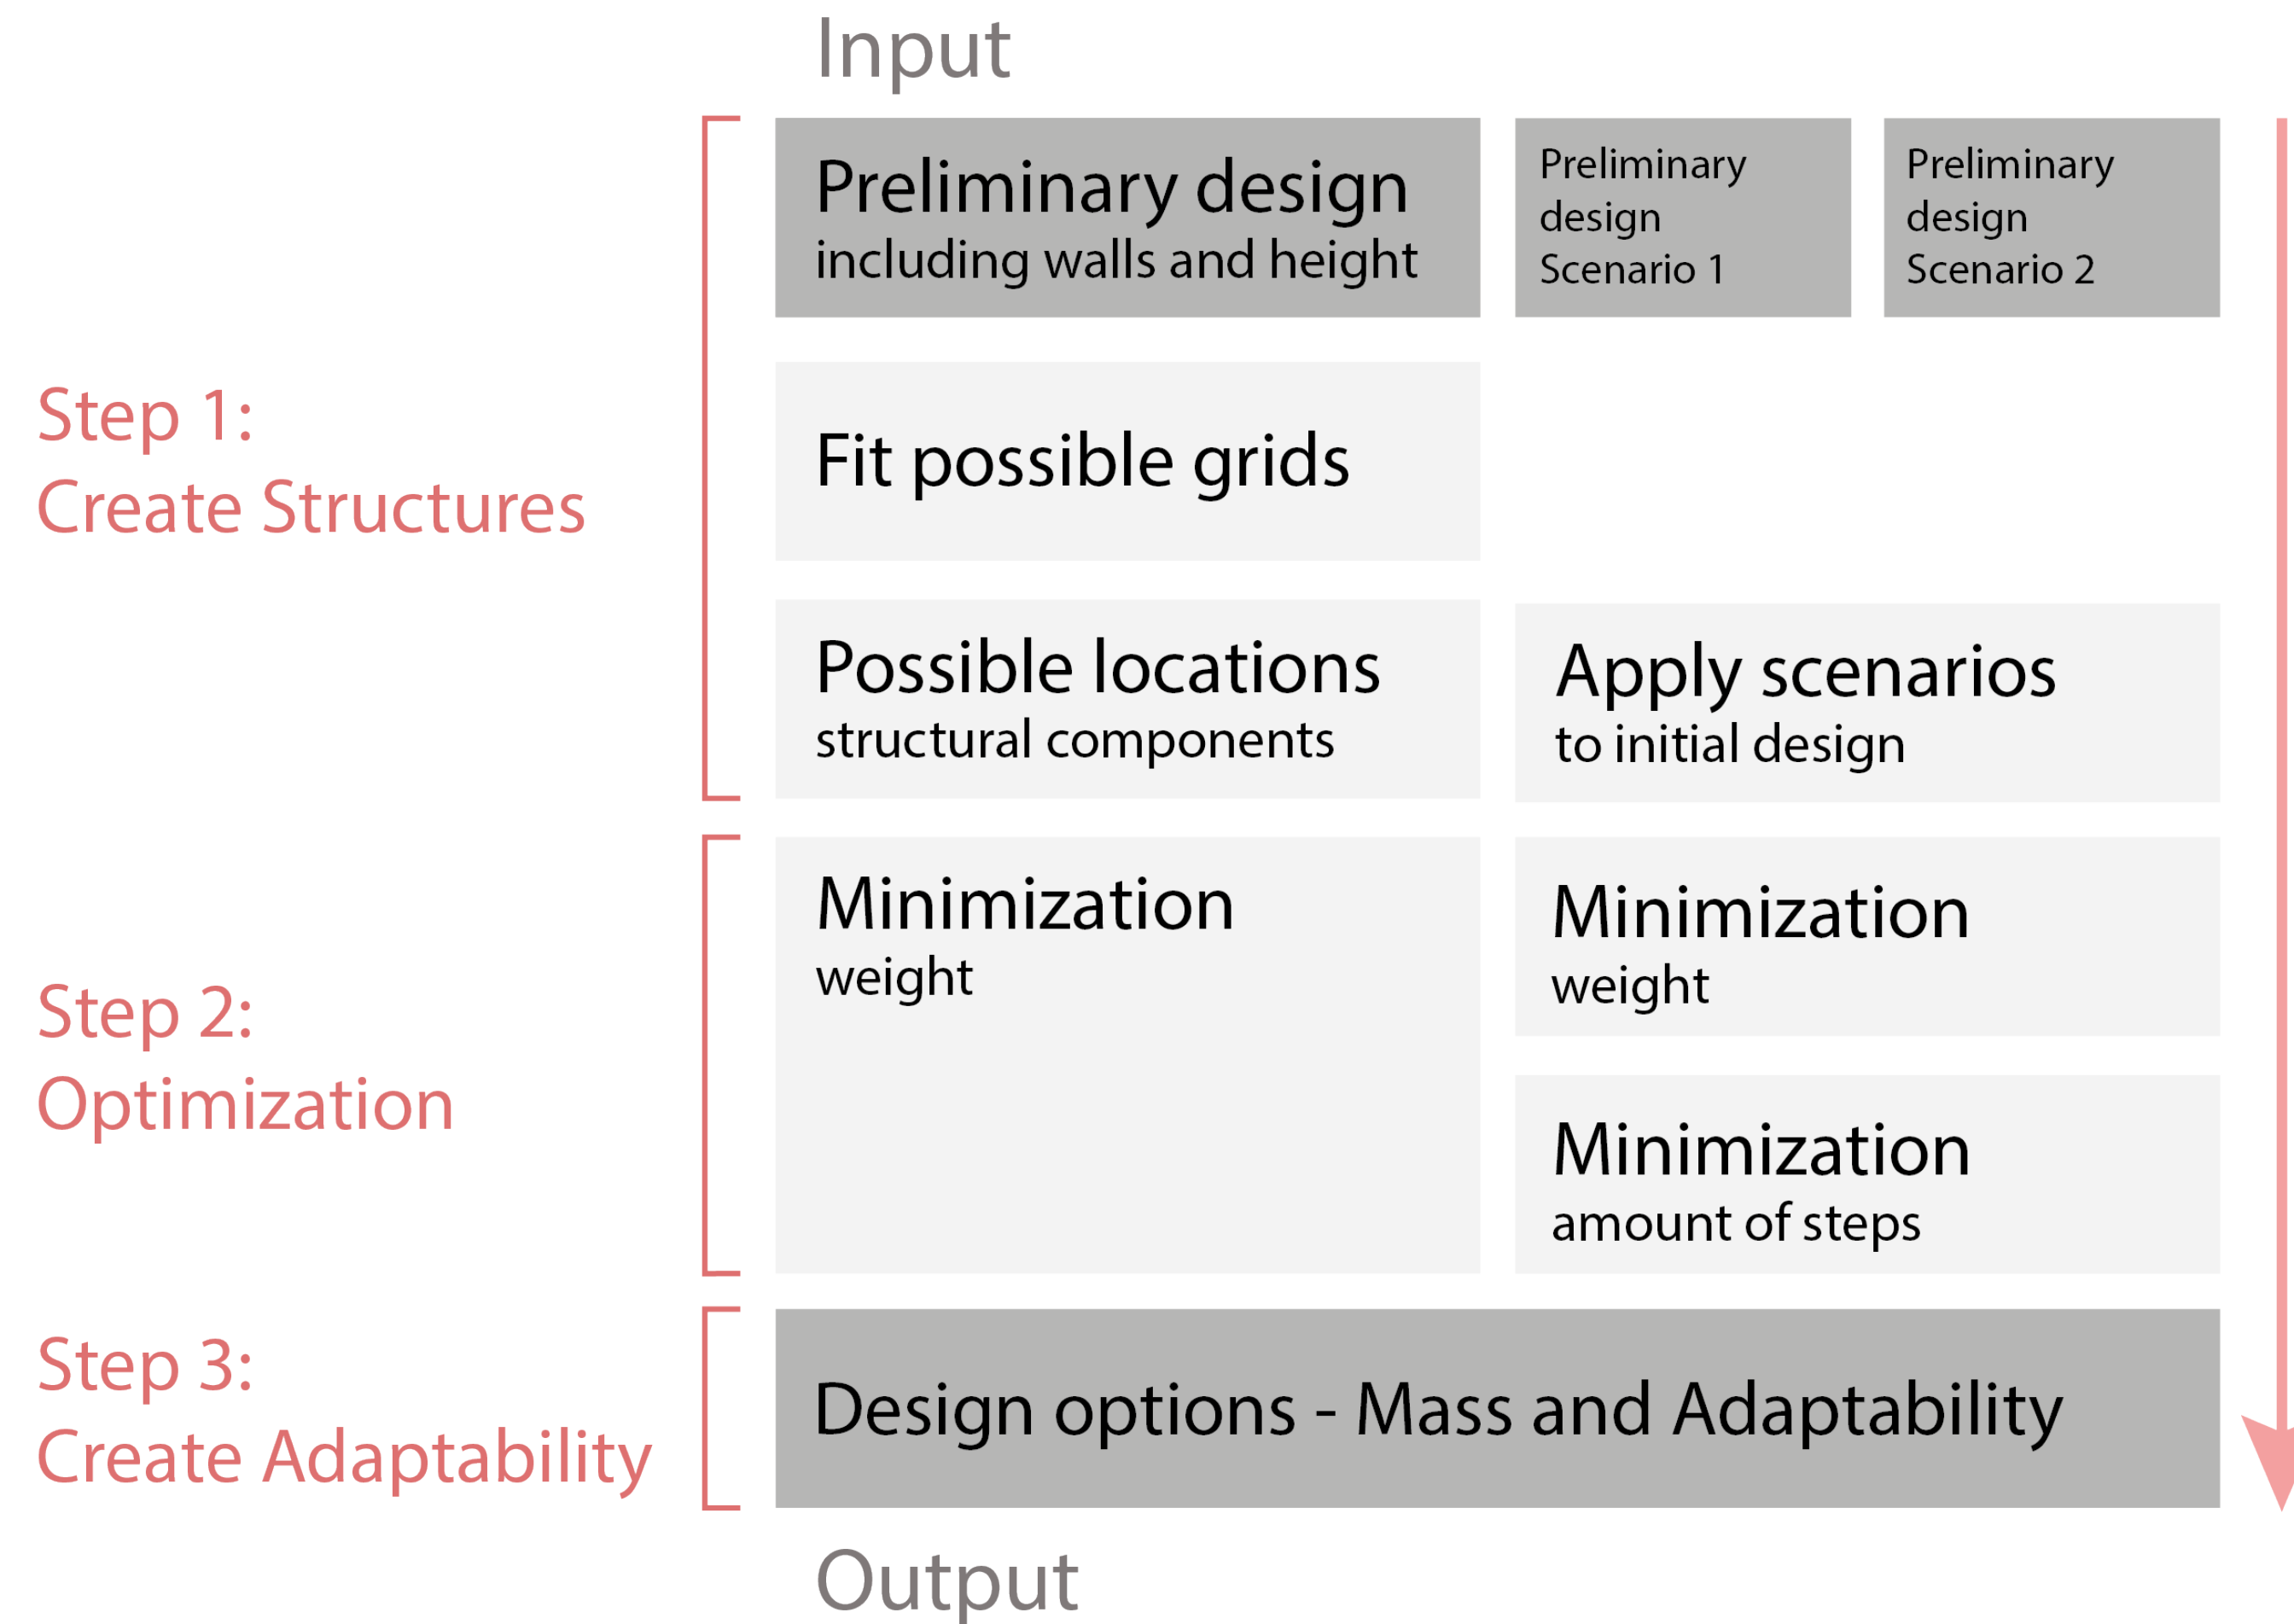 Input
Preliminary design
including walls and height
Preliminary
design
Scenario 1
Preliminary
design
Scenario 2
Step 1:
Create Structures
Fit possible grids
Possible locations
structural components
Apply scenarios
to initial design
Step 2:
Optimization
Minimization
weight
Minimization
weight
Minimization
amount of steps
Step 3:
Create Adaptability
Design options - Mass and Adaptability
Output